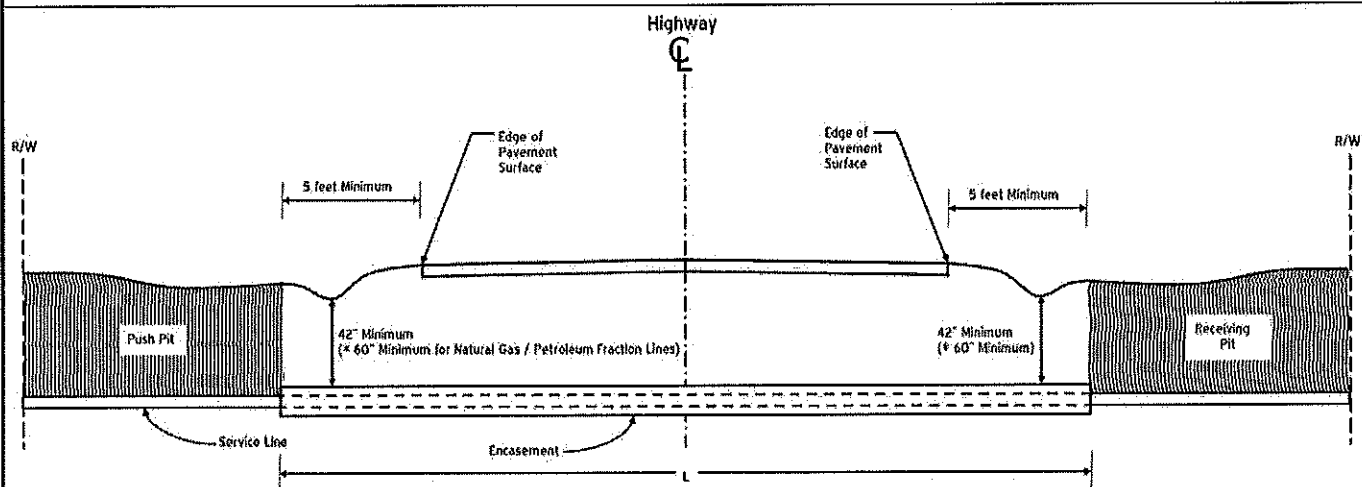 Highway
CL
R/W
Edge of
Pavement
Surface
Edge of
Pavement
Surface
R/W
5 feet Minimum
5 feet Minimum
Push Pit
42" Minimum
(* 60" Minimum for Natural Gas / Petroleum Fraction Lines)
42" Minimum
(* 60" Minimum)
Receiving
Pit
Service Line
Encasement
L